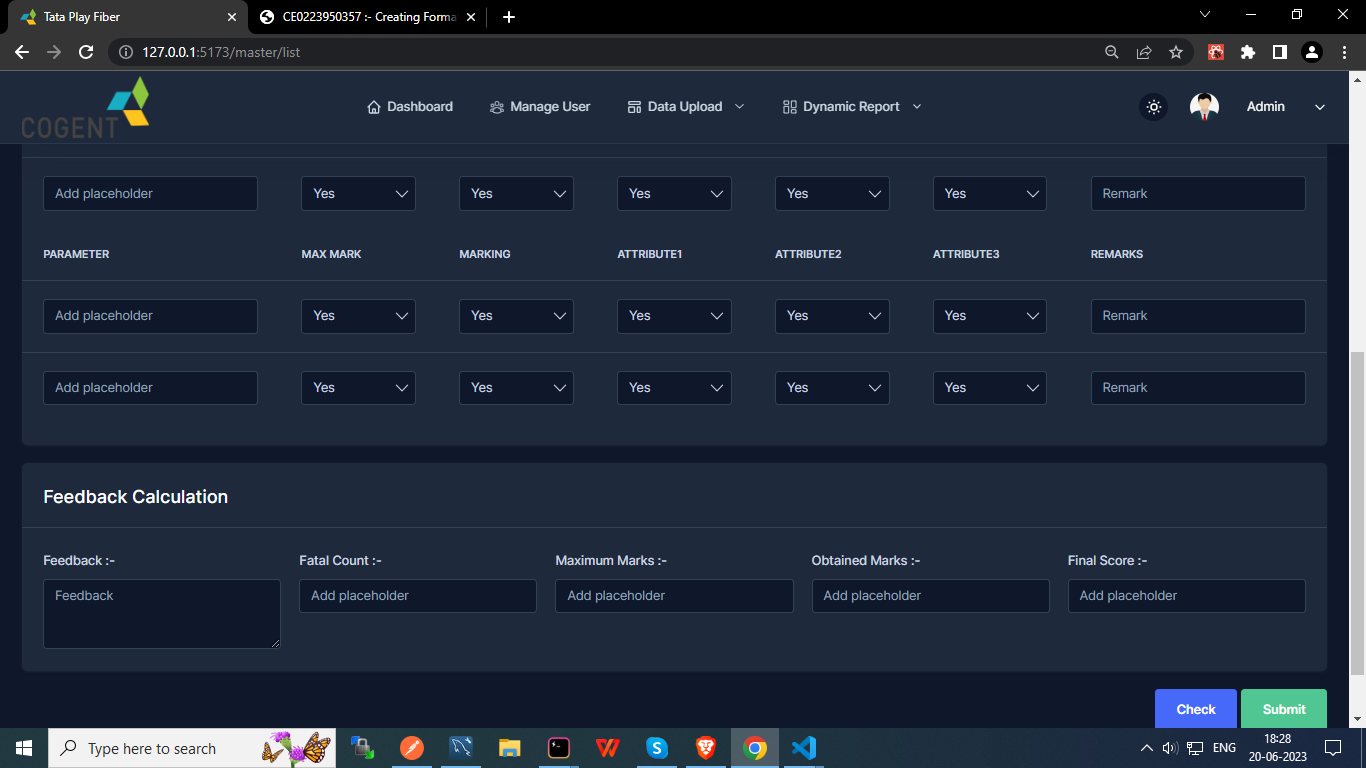 Tata Play Fiber
CE0223950357 :- Creating Forma
127.0.0.1:5173/master/list
COGENT
Dashboard
Manage User
Data Upload
Dynamic Report
Admin
Add placeholder Yes Yes Yes Yes Yes Remark
PARAMETER MAX MARK MARKING ATTRIBUTE1 ATTRIBUTE2 ATTRIBUTE3 REMARKS
Add placeholder Yes Yes Yes Yes Yes Remark
Add placeholder Yes Yes Yes Yes Yes Remark
Feedback Calculation
Feedback :- Fatal Count :- Maximum Marks :- Obtained Marks :- Final Score :-
Feedback Add placeholder Add placeholder Add placeholder Add placeholder
Check Submit
Type here to search
ENG
18:28
20-06-2023